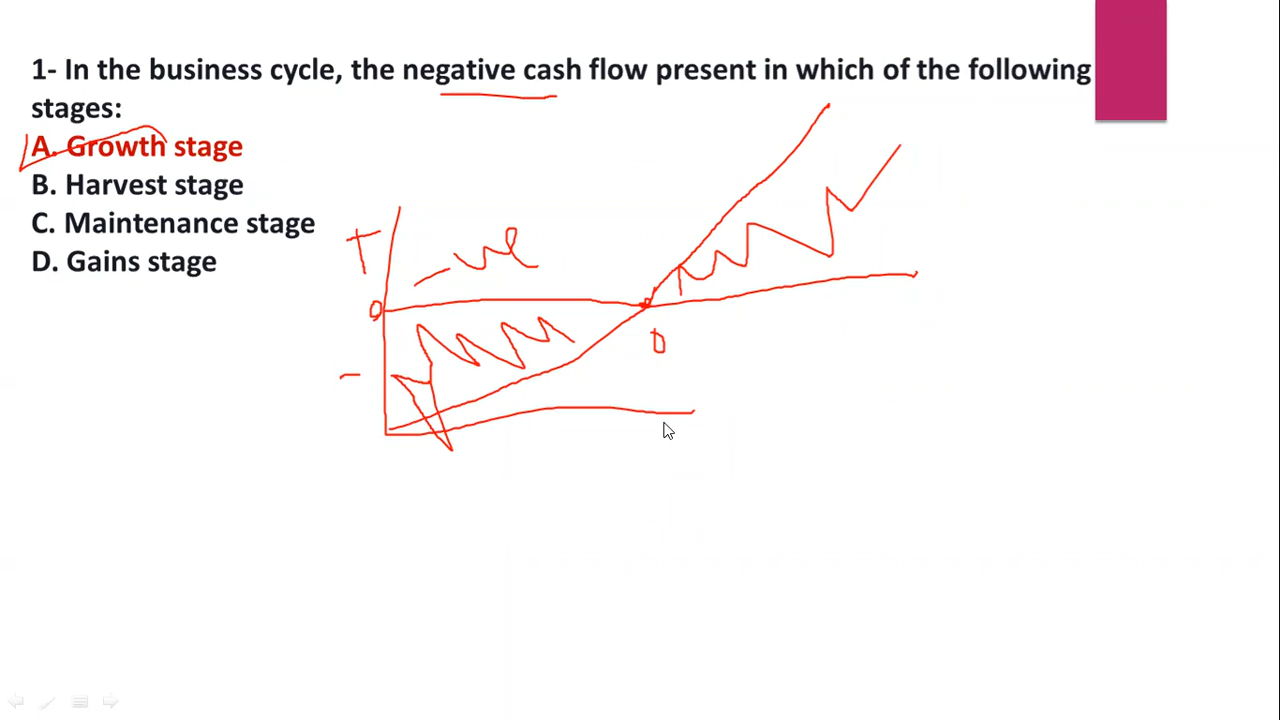 1- In the business cycle, the negative cash flow present in which of the following
stages:
A. Growth stage
B. Harvest stage
C. Maintenance stage
D. Gains stage
-ve
0
0
-